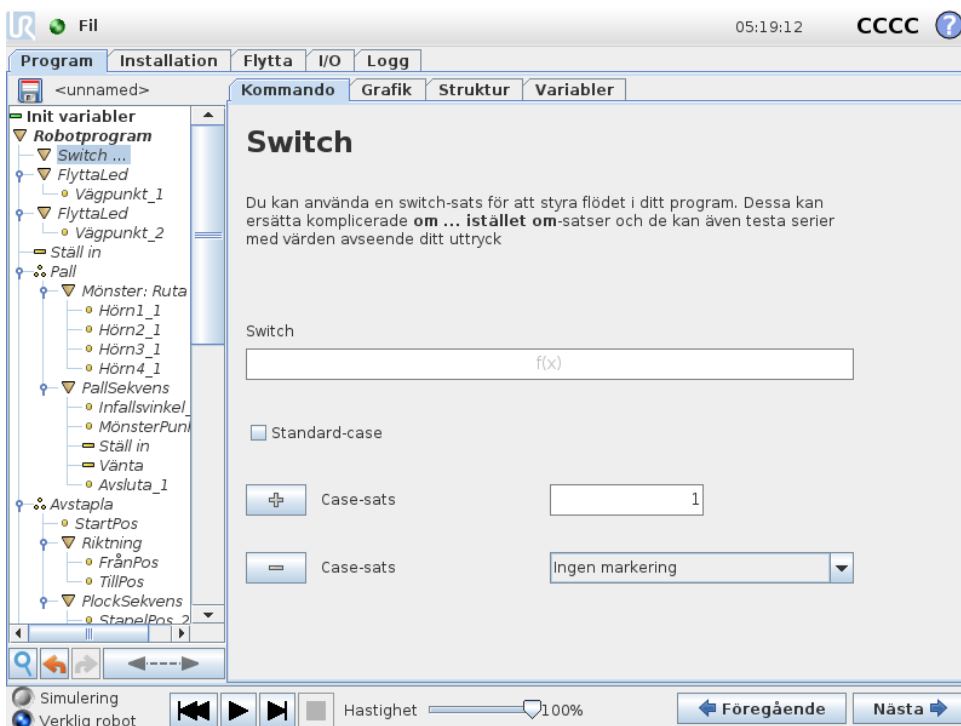 UR Fil 05:19:12 CCCC ?
Program Installation Flytta I/O Logg
<unnamed>
Kommando Grafik Struktur Variabler
Init variabler
Robotprogram
Switch ...
FlyttaLed
Vägpunkt_1
FlyttaLed
Vägpunkt_2
Ställ in
Pall
Mönster: Ruta
Hörn1_1
Hörn2_1
Hörn3_1
Hörn4_1
PallSekvens
Infallsvinkel_
MönsterPunk
Ställ in
Vänta
Avsluta_1
Avstapla
StartPos
Riktning
FrånPos
TillPos
PlockSekvens
StapelPos_2
Switch
Du kan använda en switch-sats för att styra flödet i ditt program. Dessa kan
ersätta komplicerade om ... istället om-satser och de kan även testa serier
med värden avseende ditt uttryck
Switch
f(x)
Standard-case
Case-sats 1
Case-sats Ingen markering
Simulering
Verklig robot
Hastighet 100%
Föregående Nästa